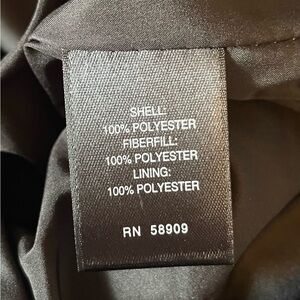 SHELL:
100% POLYESTER
FIBERFILL:
100% POLYESTER
LINING:
100% POLYESTER
RN 58909